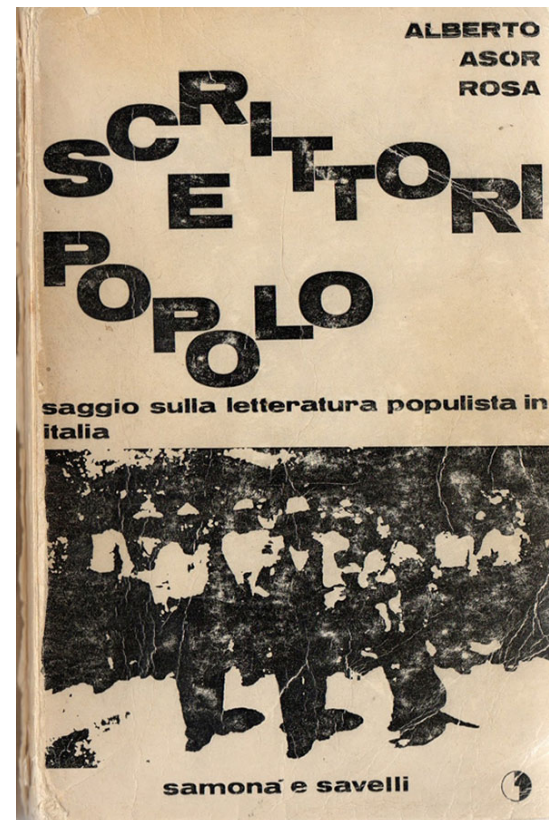 ALBERTO
ASOR
ROSA
SCRITTORI
E
POPOLO
saggio sulla letteratura populista in
italia
samonà e savelli